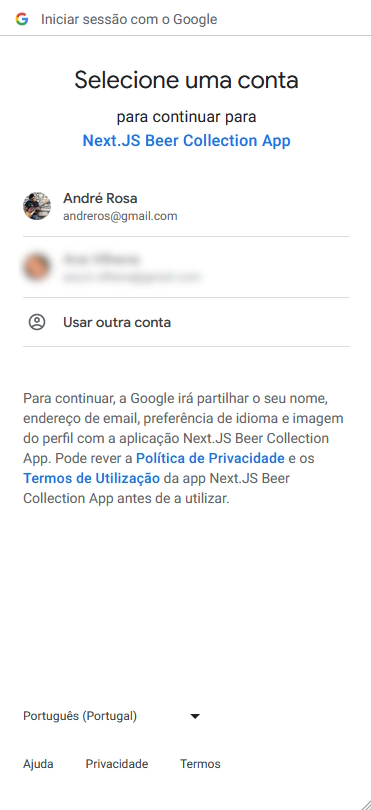 Iniciar sessão com o Google
Selecione uma conta
para continuar para
Next.JS Beer Collection App
André Rosa
andreros@gmail.com
Usar outra conta
Para continuar, a Google irá partilhar o seu nome,
endereço de email, preferência de idioma e imagem
do perfil com a aplicação Next.JS Beer Collection
App. Pode rever a Política de Privacidade e os
Termos de Utilização da app Next.JS Beer
Collection App antes de a utilizar.
Português (Portugal)
Ajuda Privacidade Termos